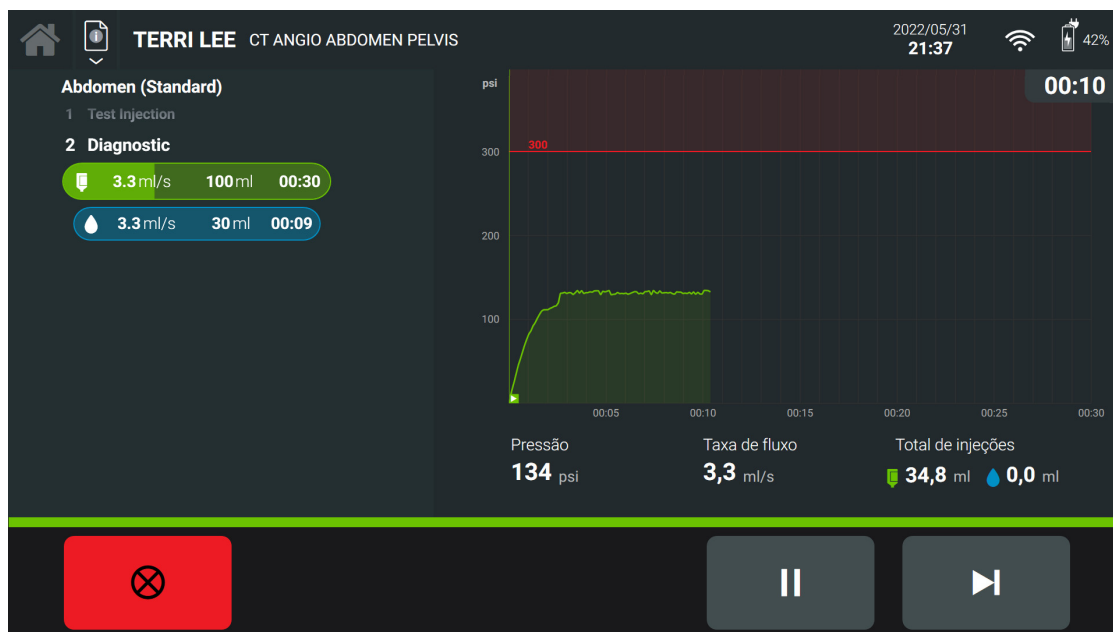 TERRI LEE CT ANGIO ABDOMEN PELVIS
2022/05/31
21:37
42%
Abdomen (Standard)
1 Test Injection
2 Diagnostic
3.3 ml/s 100 ml 00:30
3.3 ml/s 30 ml 00:09
psi
00:10
300
300
200
100
00:05 00:10 00:15 00:20 00:25 00:30
Pressão Taxa de fluxo Total de injeções
134 psi 3,3 ml/s 34,8 ml 0,0 ml